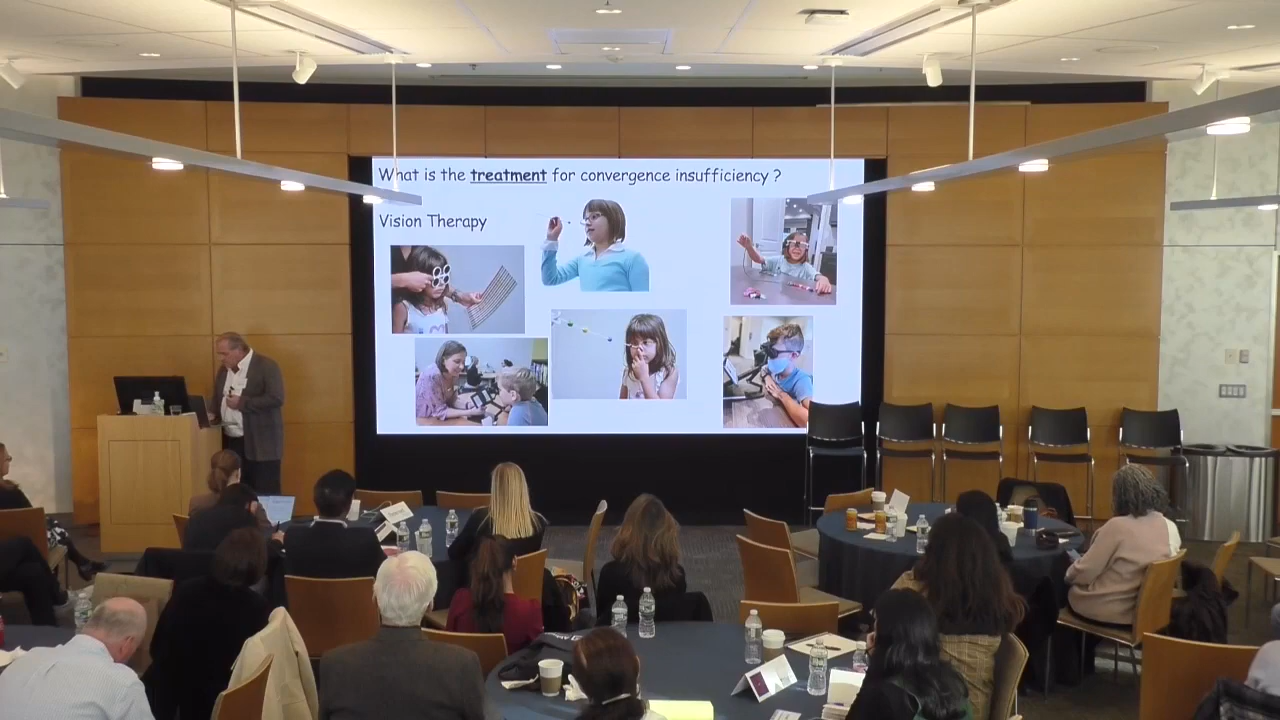 What is the treatment for convergence insufficiency ?
Vision Therapy